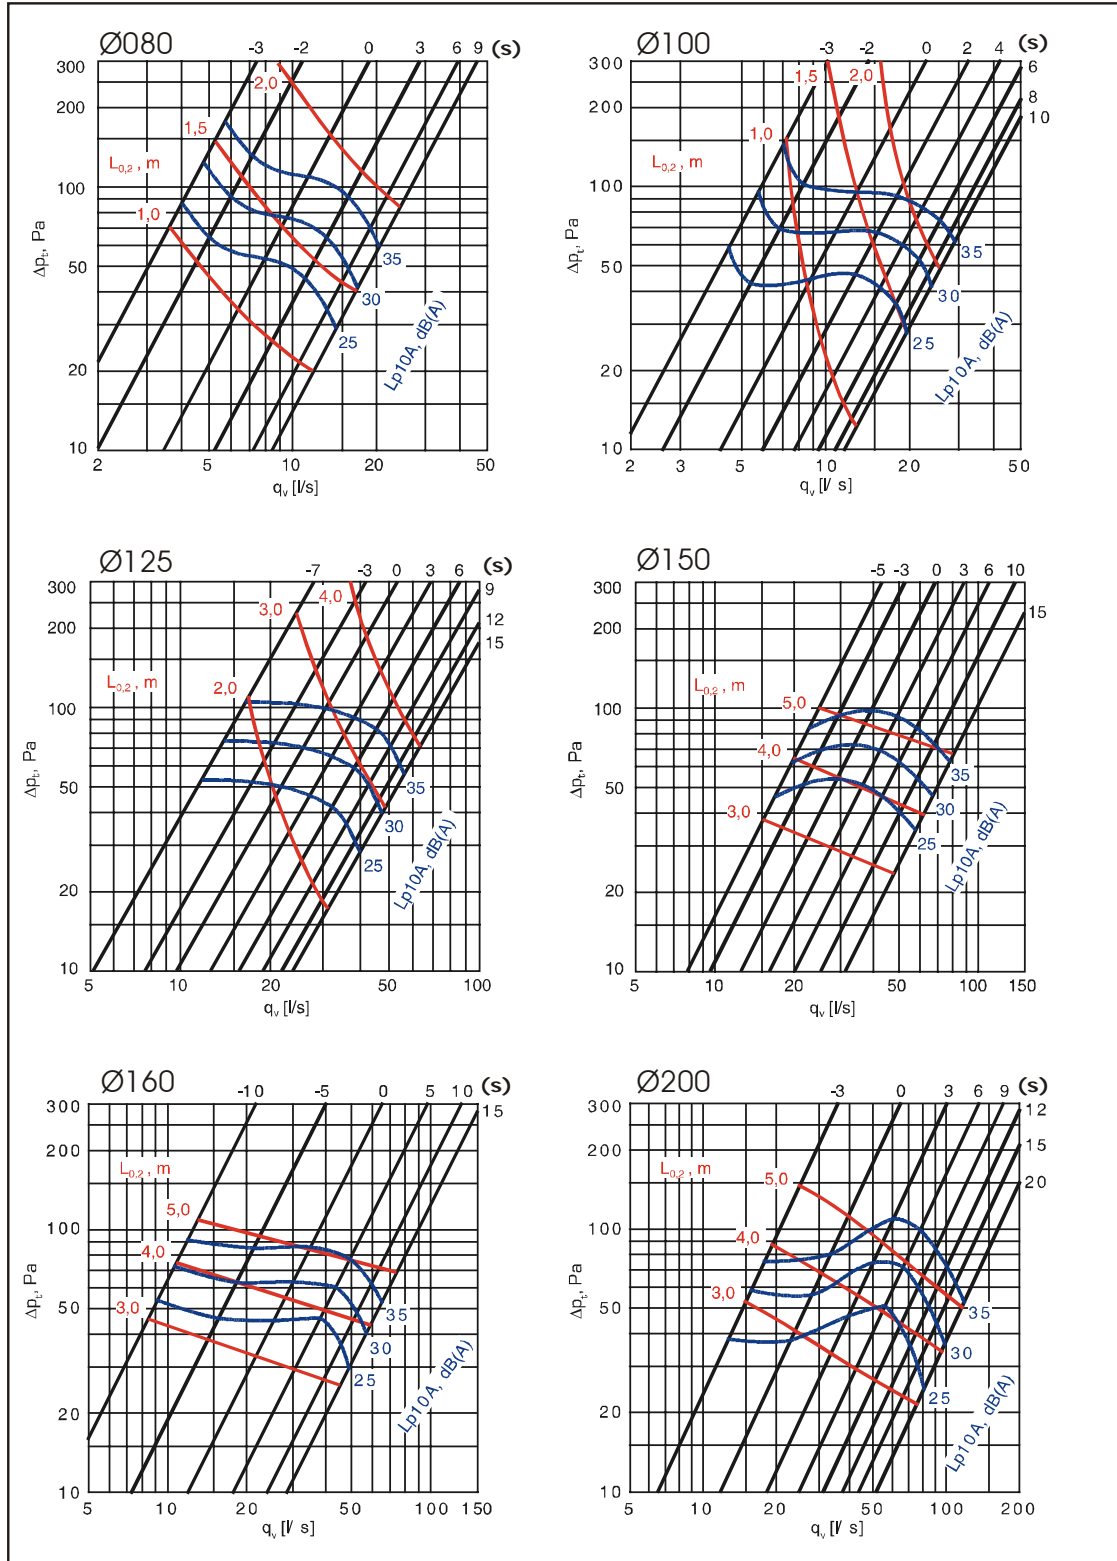 Ø080
-3 -2 0 3 6 9 (s)
300
200
100
50
20
10
Δpt, Pa
2,0
1,5
L0,2 , m
1,0
35
30
25
Lp10A, dB(A)
2 5 10 20 50
qv [l/s]
Ø100
-3 -2 0 2 4 (s)
6
8
10
300
200
100
50
20
10
Δpt, Pa
1,5 2,0
1,0
L0,2 , m
35
30
25
Lp10A, dB(A)
2 3 5 10 20 50
qv [l/ s]
Ø125
-7 -3 0 3 6 (s)
9
12
15
300
200
100
50
20
10
Δpt, Pa
3,0 4,0
L0,2 , m
2,0
35
30
25
Lp10A, dB(A)
5 10 20 50 100
qv [l/s]
Ø150
-5 -3 0 3 6 10
15
300
200
100
50
20
10
Δpt, Pa
L0,2 , m
5,0
4,0
3,0
35
30
25
Lp10A, dB(A)
5 10 20 50 100 150
qv [l/s]
Ø160
-10 -5 0 5 10 (s)
15
300
200
100
50
20
10
Δpt, Pa
L0,2 , m
5,0
4,0
3,0
35
30
25
Lp10A, dB(A)
5 10 20 50 100 150
qv [l/ s]
Ø200
-3 0 3 6 9 (s)
12
15
20
300
200
100
50
20
10
Δpt, Pa
L0,2 , m
5,0
4,0
3,0
35
30
25
Lp10A, dB(A)
5 10 20 50 100 200
qv [l/ s]